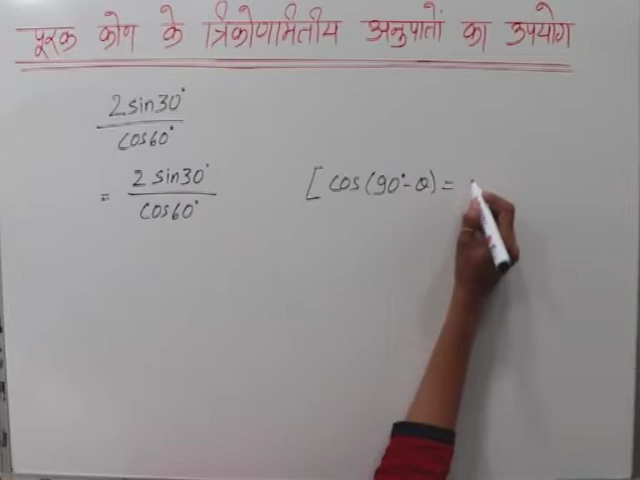 पूरक कोण के त्रिकोणमितीय अनुपातों का उपयोग
2 sin30°
cos60°
= 2 sin30°
cos60°
[ cos(90°-θ) =